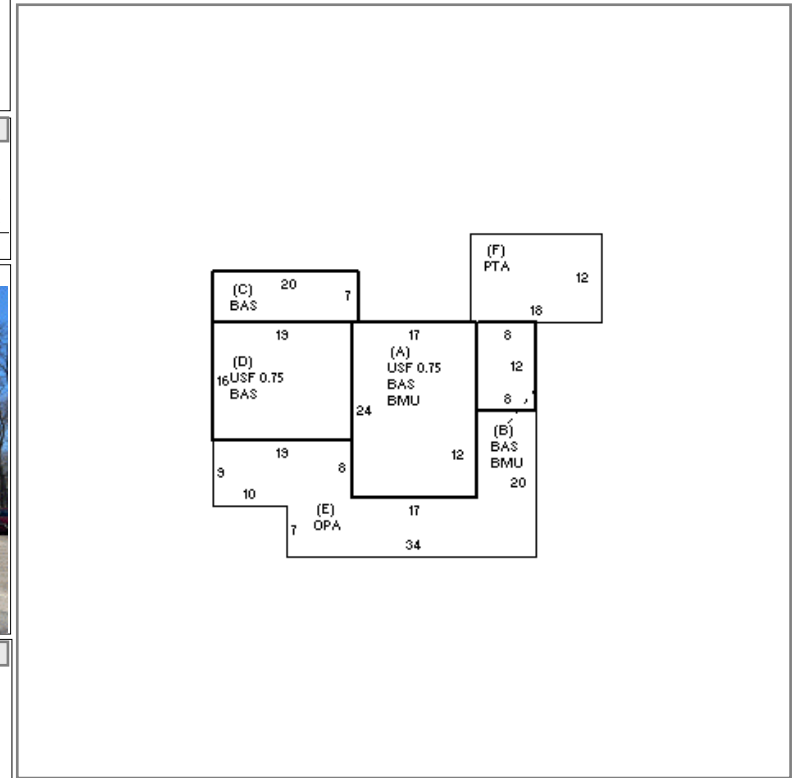 (F)
PTA
12
18
(C)
BAS
20
7
19
17
8
(D)
USF 0.75
BAS
16
(A)
USF 0.75
BAS
BMU
12
24
8
(B)
BAS
BMU
20
12
19
8
9
10
(E)
OPA
17
7
34